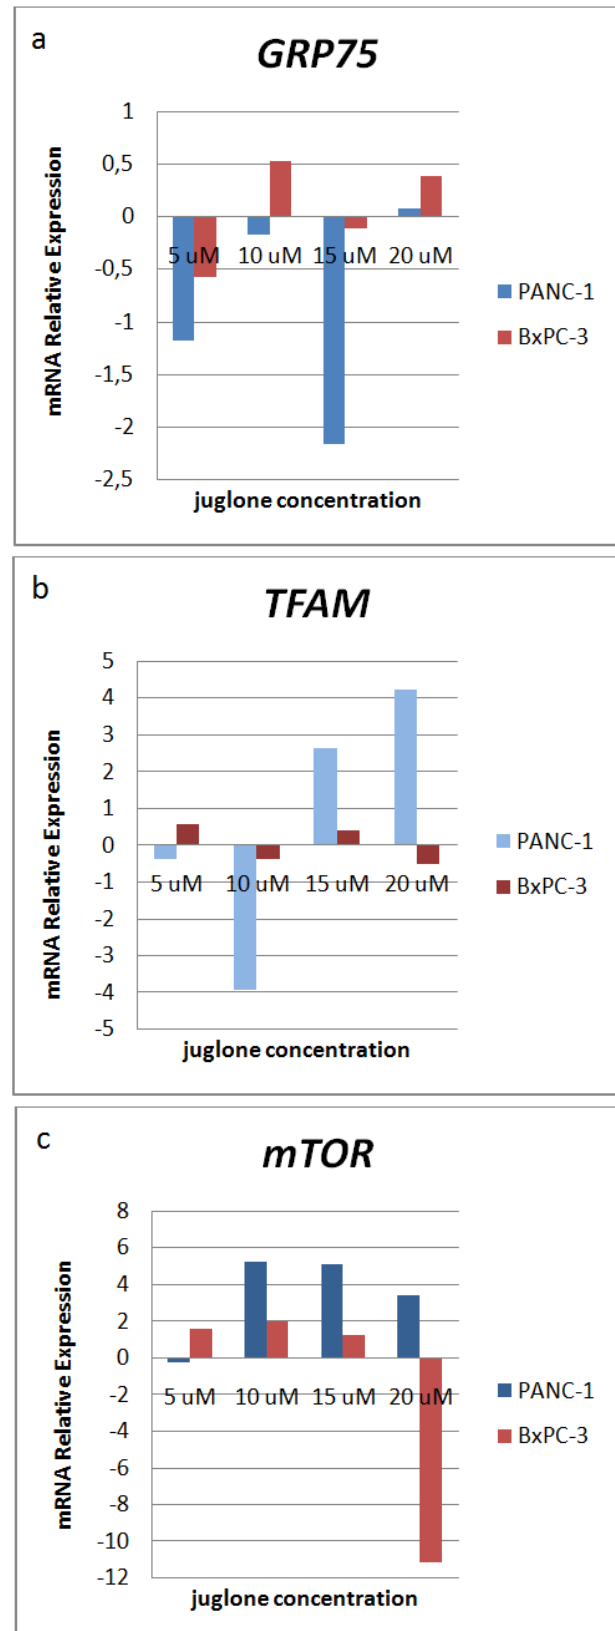 a
GRP75
mRNA Relative Expression
1
0,5
0
-0,5
-1
-1,5
-2
-2,5
5 uM 10 uM 15 uM 20 uM
juglone concentration
PANC-1
BxPC-3
b
TFAM
mRNA Relative Expression
5
4
3
2
1
0
-1
-2
-3
-4
-5
5 uM 10 uM 15 uM 20 uM
juglone concentration
PANC-1
BxPC-3
c
mTOR
mRNA Relative Expression
8
6
4
2
0
-2
-4
-6
-8
-10
-12
5 uM 10 uM 15 uM 20 uM
juglone concentration
PANC-1
BxPC-3